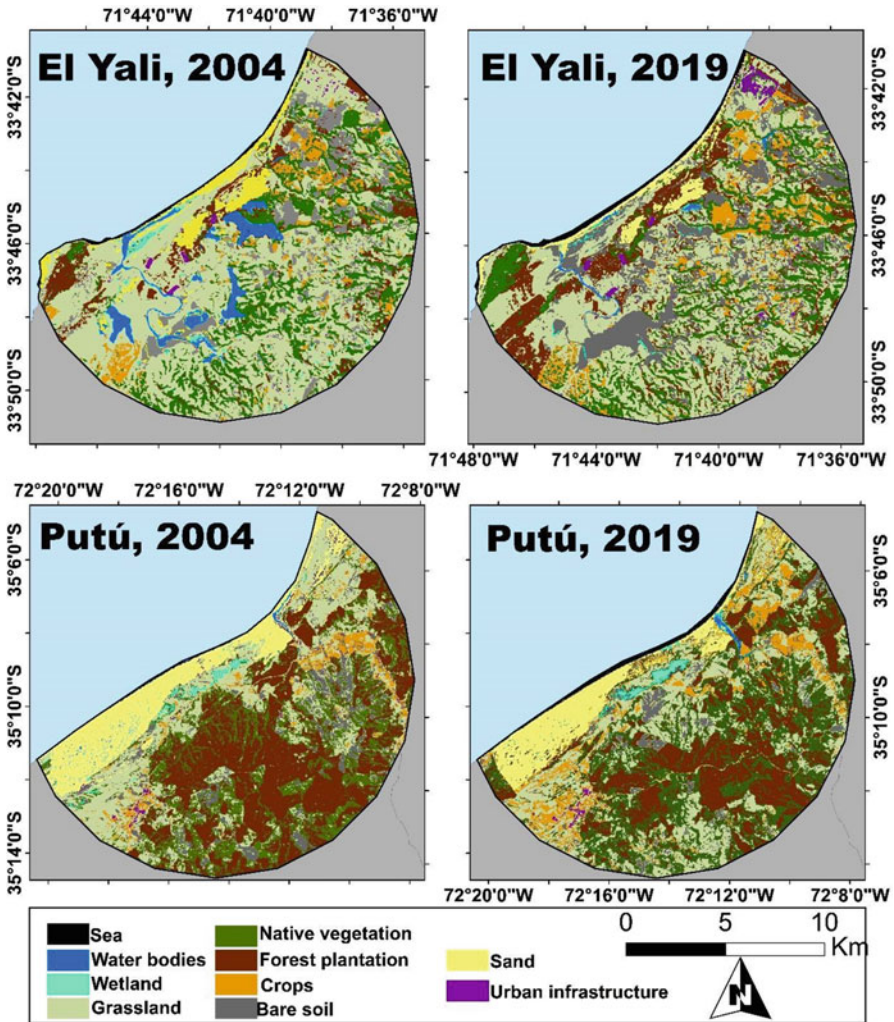 71°44'0"W 71°40'0"W 71°36'0"W
El Yali, 2004
33°42'0"S
33°46'0"S
33°50'0"S
El Yali, 2019
33°42'0"S
33°46'0"S
33°50'0"S
71°48'0"W 71°44'0"W 71°40'0"W 71°36'0"W
72°20'0"W 72°16'0"W 72°12'0"W 72°8'0"W
Putú, 2004
35°6'0"S
35°10'0"S
35°14'0"S
Putú, 2019
35°6'0"S
35°10'0"S
35°14'0"S
72°20'0"W 72°16'0"W 72°12'0"W 72°8'0"W
Sea
Water bodies
Wetland
Grassland
Native vegetation
Forest plantation
Crops
Bare soil
Sand
Urban infrastructure
0 5 10
Km
N